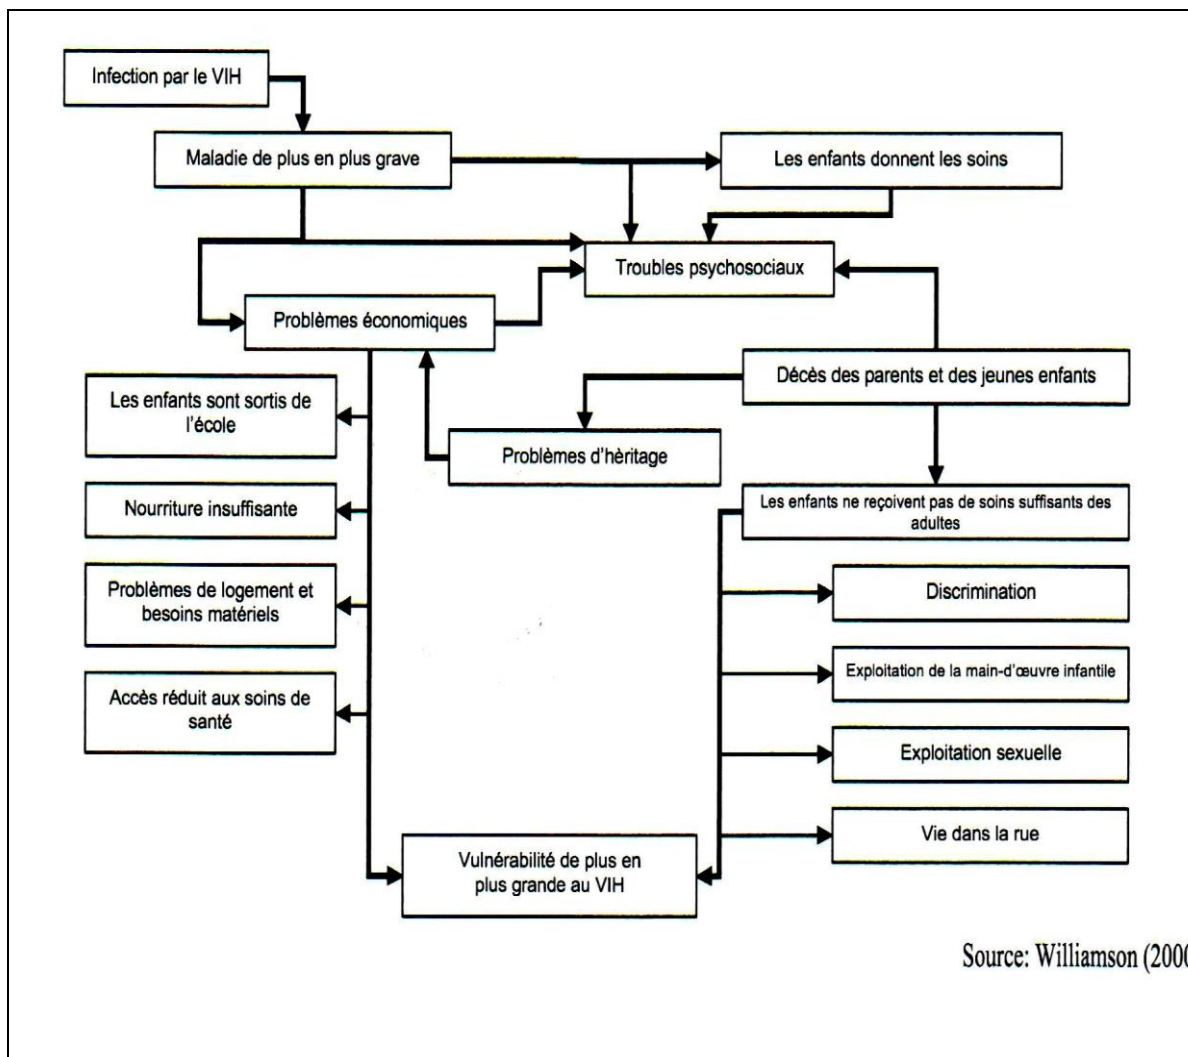 Infection par le VIH
Maladie de plus en plus grave
Les enfants donnent les soins
Troubles psychosociaux
Problèmes économiques
Décès des parents et des jeunes enfants
Les enfants sont sortis de
l'école
Problèmes d'hèritage
Nourriture insuffisante
Les enfants ne reçoivent pas de soins suffisants des
adultes
Problèmes de logement et
besoins matériels
Discrimination
Exploitation de la main-d'œuvre infantile
Accès réduit aux soins de
santé
Exploitation sexuelle
Vie dans la rue
Vulnérabilité de plus en
plus grande au VIH
Source: Williamson (2000